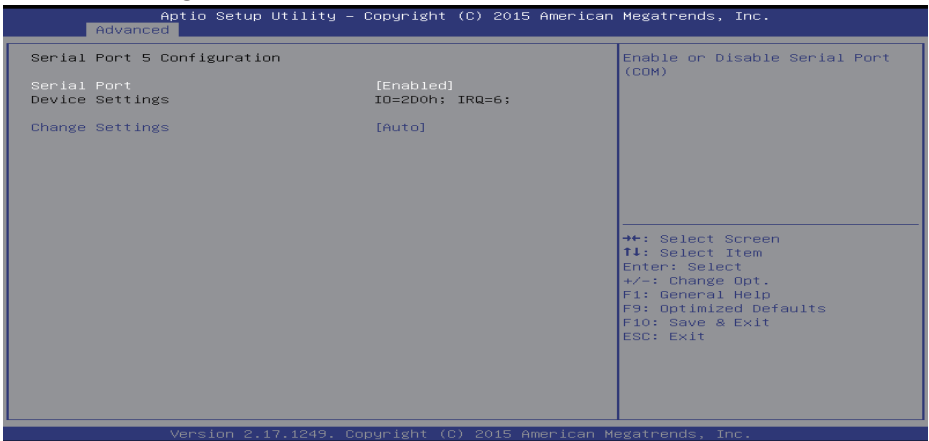 Aptio Setup Utility – Copyright (C) 2015 American Megatrends, Inc.
Advanced
Serial Port 5 Configuration
Serial Port [Enabled]
Device Settings IO=2D0h; IRQ=6;
Change Settings [Auto]
Enable or Disable Serial Port
(COM)
→←: Select Screen
↑↓: Select Item
Enter: Select
+/-: Change Opt.
F1: General Help
F9: Optimized Defaults
F10: Save & Exit
ESC: Exit
Version 2.17.1249. Copyright (C) 2015 American Megatrends, Inc.